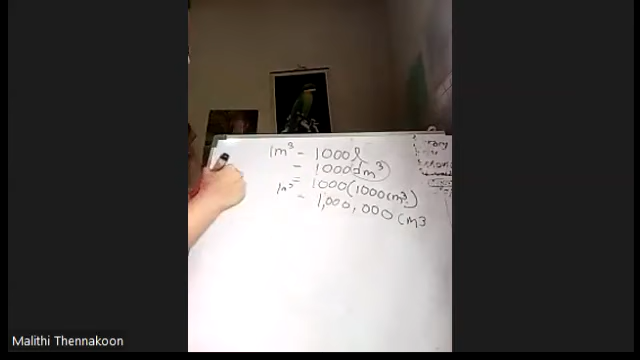 1m³ - 1000l
- 1000dm³
1m³ = 1000(1000cm³)
- 1,000,000 cm3
Malithi Thennakoon